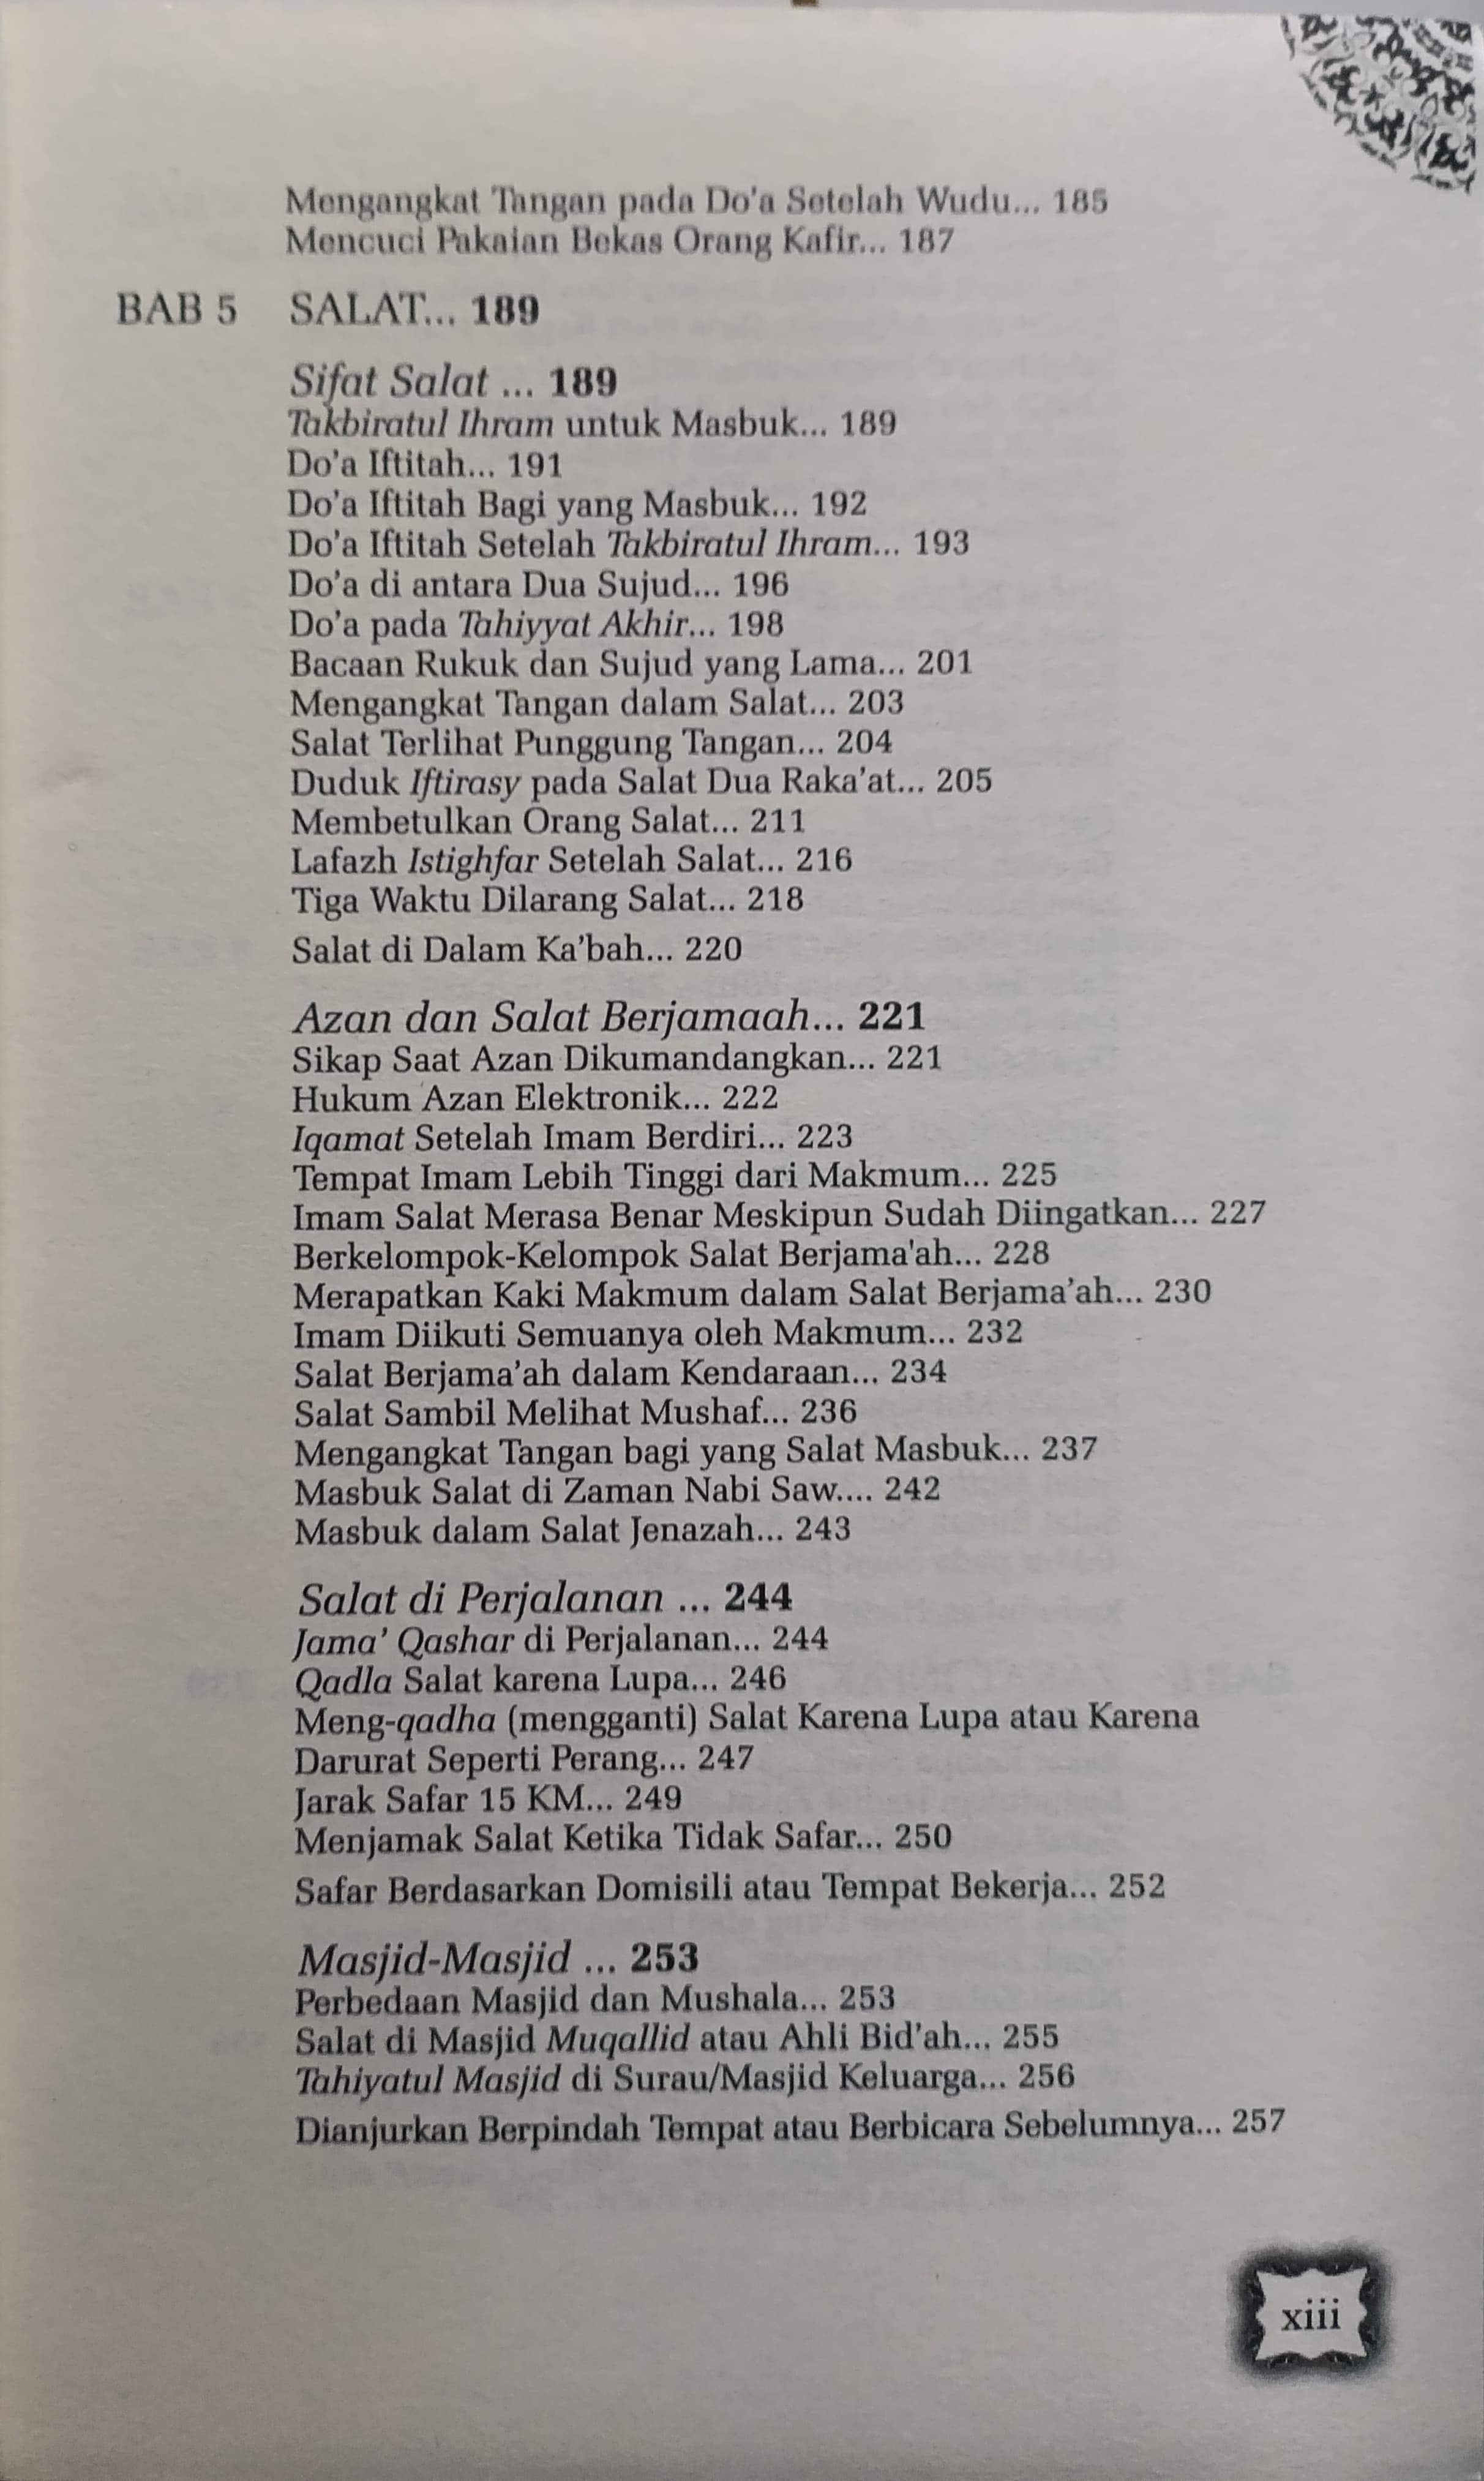 Mengangkat Tangan pada Do’a Setelah Wudu... 185
Mencuci Pakaian Bekas Orang Kafir... 187
BAB 5 SALAT... 189
Sifat Salat ... 189
Takbiratul Ihram untuk Masbuk... 189
Do’a Iftitah... 191
Do’a Iftitah Bagi yang Masbuk... 192
Do’a Iftitah Setelah Takbiratul Ihram... 193
Do’a di antara Dua Sujud... 196
Do’a pada Tahiyyat Akhir... 198
Bacaan Rukuk dan Sujud yang Lama... 201
Mengangkat Tangan dalam Salat... 203
Salat Terlihat Punggung Tangan... 204
Duduk Iftirasy pada Salat Dua Raka’at... 205
Membetulkan Orang Salat... 211
Lafazh Istighfar Setelah Salat... 216
Tiga Waktu Dilarang Salat... 218
Salat di Dalam Ka’bah... 220
Azan dan Salat Berjamaah... 221
Sikap Saat Azan Dikumandangkan... 221
Hukum Azan Elektronik... 222
Iqamat Setelah Imam Berdiri... 223
Tempat Imam Lebih Tinggi dari Makmum... 225
Imam Salat Merasa Benar Meskipun Sudah Diingatkan... 227
Berkelompok-Kelompok Salat Berjama'ah... 228
Merapatkan Kaki Makmum dalam Salat Berjama’ah... 230
Imam Diikuti Semuanya oleh Makmum... 232
Salat Berjama’ah dalam Kendaraan... 234
Salat Sambil Melihat Mushaf... 236
Mengangkat Tangan bagi yang Salat Masbuk... 237
Masbuk Salat di Zaman Nabi Saw.... 242
Masbuk dalam Salat Jenazah... 243
Salat di Perjalanan ... 244
Jama’ Qashar di Perjalanan... 244
Qadla Salat karena Lupa... 246
Meng-qadha (mengganti) Salat Karena Lupa atau Karena
Darurat Seperti Perang... 247
Jarak Safar 15 KM... 249
Menjamak Salat Ketika Tidak Safar... 250
Safar Berdasarkan Domisili atau Tempat Bekerja... 252
Masjid-Masjid ... 253
Perbedaan Masjid dan Mushala... 253
Salat di Masjid Muqallid atau Ahli Bid’ah... 255
Tahiyatul Masjid di Surau/Masjid Keluarga... 256
Dianjurkan Berpindah Tempat atau Berbicara Sebelumnya... 257
xiii